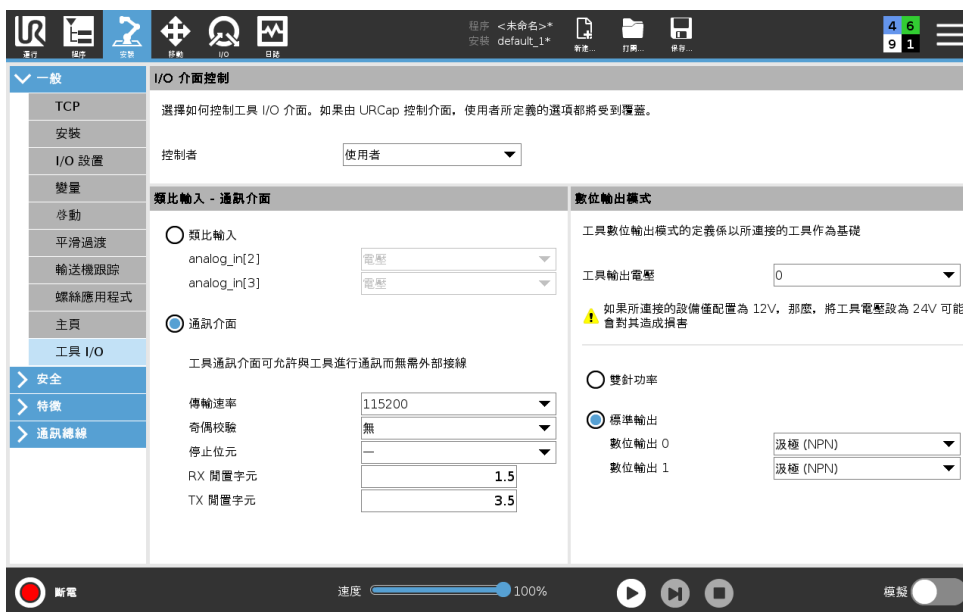 UR
運行
程序
安裝
移動
I/O
日誌
程序 <未命名>*
安裝 default_1*
新建...
打開...
保存...
4 6
9 1
一般
TCP
安裝
I/O 設置
變量
啓動
平滑過渡
輸送機跟踪
螺絲應用程式
主頁
工具 I/O
安全
特徵
通訊總線
I/O 介面控制
選擇如何控制工具 I/O 介面。如果由 URCap 控制介面，使用者所定義的選項都將受到覆蓋。
控制者
使用者
類比輸入 - 通訊介面
類比輸入
analog_in[2] 電壓
analog_in[3] 電壓
通訊介面
工具通訊介面可允許與工具進行通訊而無需外部接線
傳輸速率 115200
奇偶校驗 無
停止位元 一
RX 閒置字元 1.5
TX 閒置字元 3.5
數位輸出模式
工具數位輸出模式的定義係以所連接的工具作為基礎
工具輸出電壓 0
如果所連接的設備僅配置為 12V，那麼，將工具電壓設為 24V 可能
會對其造成損害
雙針功率
標準輸出
數位輸出 0 汲極 (NPN)
數位輸出 1 汲極 (NPN)
斷電
速度 100%
模擬